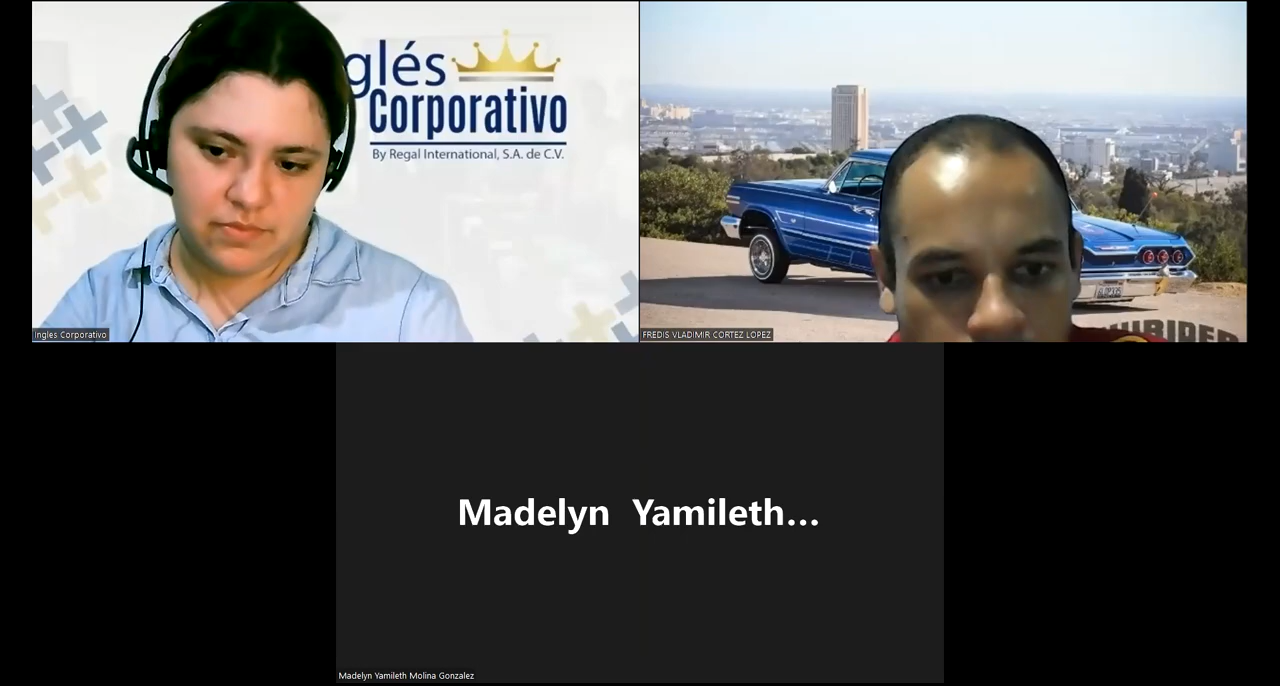 glés
Corporativo
By Regal International, S.A. de C.V.
Ingles Corporativo
FREDIS VLADIMIR CORTEZ LOPEZ
Madelyn Yamileth...
Madelyn Yamileth Molina Gonzalez